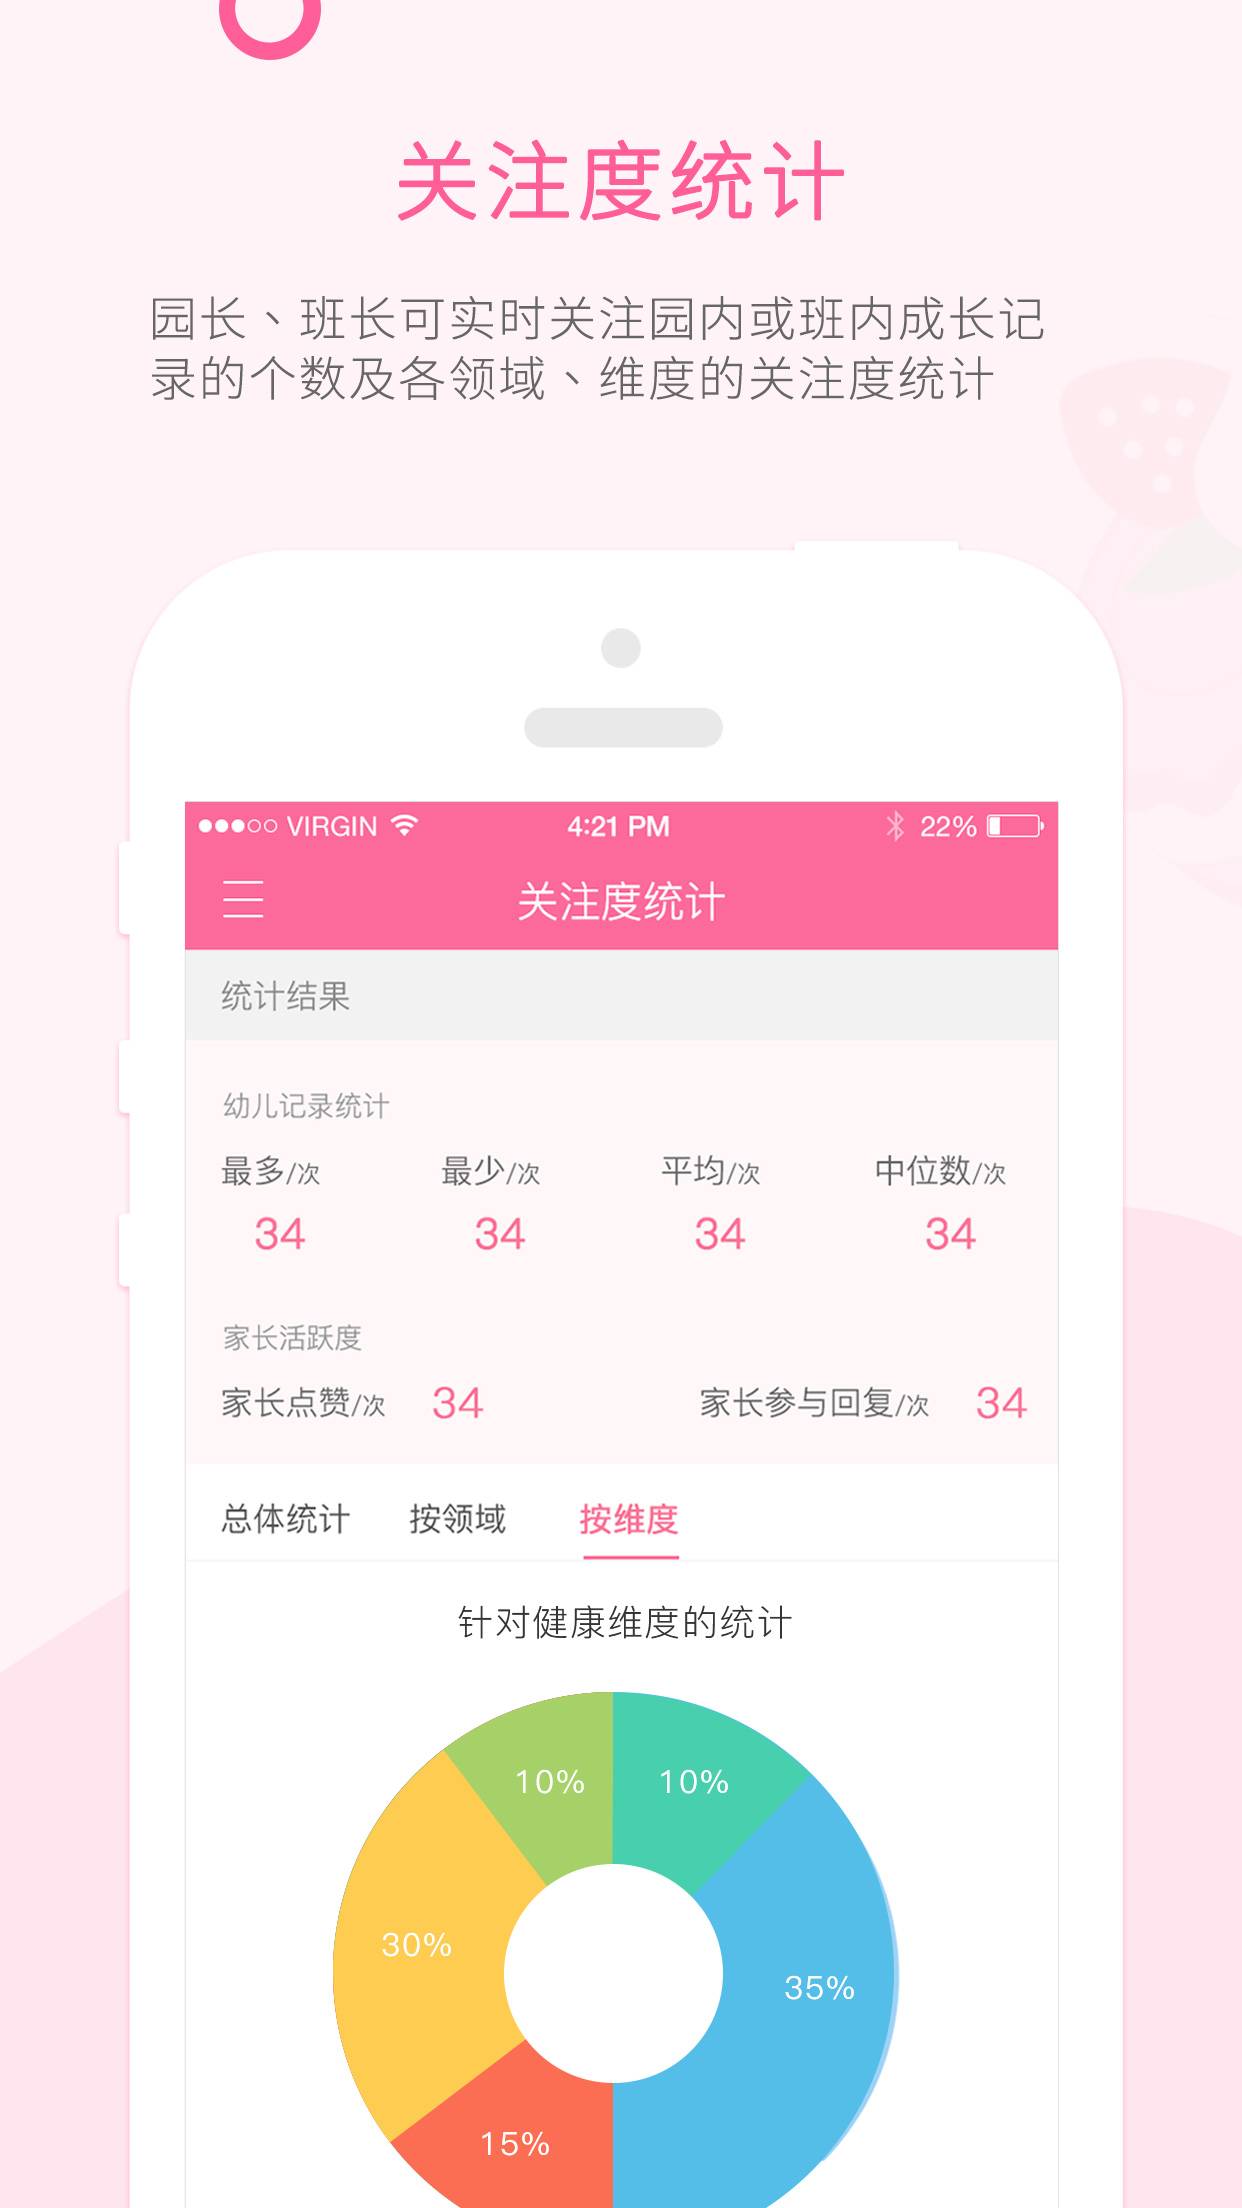 关注度统计
园长、班长可实时关注园内或班内成长记
录的个数及各领域、维度的关注度统计
VIRGIN 4:21 PM 22%
关注度统计
统计结果
幼儿记录统计
最多/次 最少/次 平均/次 中位数/次
34 34 34 34
家长活跃度
家长点赞/次 34 家长参与回复/次 34
总体统计 按领域 按维度
针对健康维度的统计
10% 10%
30%
35%
15%